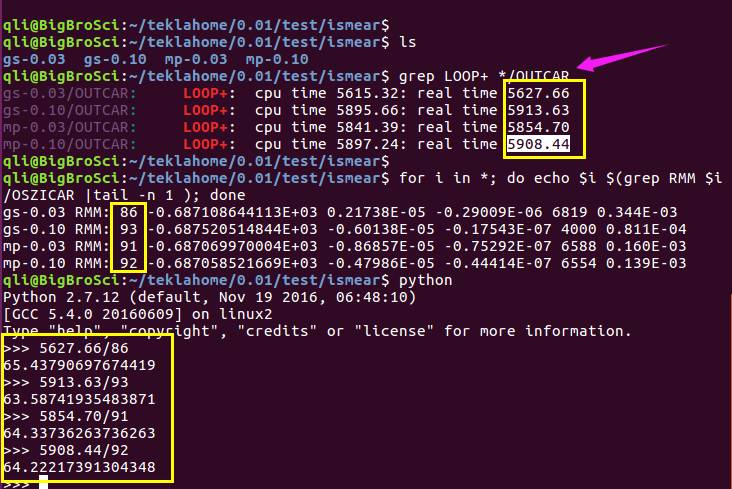 qli@BigBroSci:~/teklahome/0.01/test/ismear$
qli@BigBroSci:~/teklahome/0.01/test/ismear$ ls
gs-0.03 gs-0.10 mp-0.03 mp-0.10
qli@BigBroSci:~/teklahome/0.01/test/ismear$ grep LOOP+ */OUTCAR
gs-0.03/OUTCAR: LOOP+: cpu time 5615.32: real time 5627.66
gs-0.10/OUTCAR: LOOP+: cpu time 5895.66: real time 5913.63
mp-0.03/OUTCAR: LOOP+: cpu time 5841.39: real time 5854.70
mp-0.10/OUTCAR: LOOP+: cpu time 5897.24: real time 5908.44
qli@BigBroSci:~/teklahome/0.01/test/ismear$
qli@BigBroSci:~/teklahome/0.01/test/ismear$ for i in *; do echo $i $(grep RMM $i
/OSZICAR |tail -n 1 ); done
gs-0.03 RMM: 86 -0.687108644113E+03 0.21738E-05 -0.29009E-06 6819 0.344E-03
gs-0.10 RMM: 93 -0.687520514844E+03 -0.60138E-05 -0.17543E-07 4000 0.811E-04
mp-0.03 RMM: 91 -0.687069970004E+03 -0.86857E-05 -0.75292E-07 6588 0.160E-03
mp-0.10 RMM: 92 -0.687058521669E+03 -0.47986E-05 -0.44414E-07 6554 0.139E-03
qli@BigBroSci:~/teklahome/0.01/test/ismear$ python
Python 2.7.12 (default, Nov 19 2016, 06:48:10)
[GCC 5.4.0 20160609] on linux2
Type "help", "copyright", "credits" or "license" for more information.
>>> 5627.66/86
65.43790697674419
>>> 5913.63/93
63.58741935483871
>>> 5854.70/91
64.33736263736263
>>> 5908.44/92
64.22217391304348
>>>